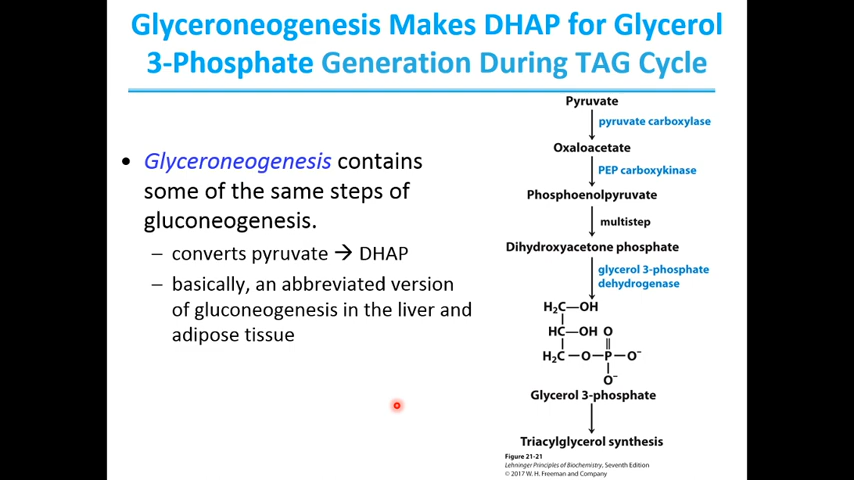 Glyceroneogenesis Makes DHAP for Glycerol
3-Phosphate Generation During TAG Cycle
• Glyceroneogenesis contains
some of the same steps of
gluconeogenesis.
– converts pyruvate → DHAP
– basically, an abbreviated version
of gluconeogenesis in the liver and
adipose tissue
Pyruvate
pyruvate carboxylase
Oxaloacetate
PEP carboxykinase
Phosphoenolpyruvate
multistep
Dihydroxyacetone phosphate
glycerol 3-phosphate
dehydrogenase
H₂C—OH
HC—OH O
H₂C—O—P—O⁻
O⁻
Glycerol 3-phosphate
Triacylglycerol synthesis
Figure 21-21
Lehninger Principles of Biochemistry, Seventh Edition
© 2017 W. H. Freeman and Company